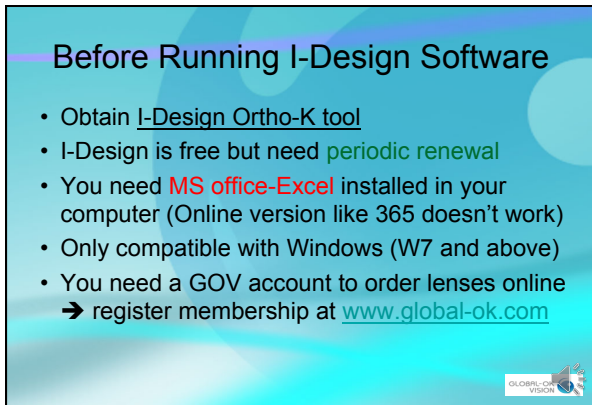 Before Running I-Design Software
• Obtain I-Design Ortho-K tool
• I-Design is free but need periodic renewal
• You need MS office-Excel installed in your
computer (Online version like 365 doesn't work)
• Only compatible with Windows (W7 and above)
• You need a GOV account to order lenses online
➔ register membership at www.global-ok.com
GLOBAL-OK
VISION